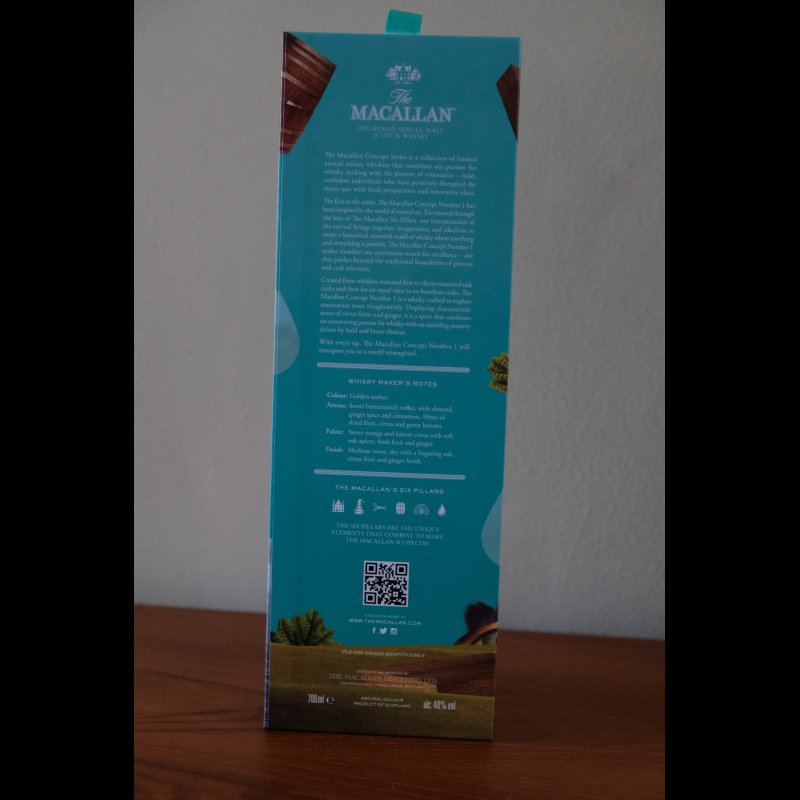 The
MACALLAN
HIGHLAND SINGLE MALT
SCOTCH WHISKY
The Macallan Concept Series is a collection of limited
annual release whiskies that combines our passion for
whisky making with the passion of visionaries – bold,
confident individuals who have positively disrupted the
status quo with fresh perspectives and innovative ideas.
The first in the series, The Macallan Concept Number 1 has
been inspired by the world of surreal art. Envisioned through
the lens of The Macallan Six Pillars, our interpretation of
the surreal brings together imagination and idealism to
create a fantastical, sensorial world of whisky where anything
and everything is possible. The Macallan Concept Number 1
makes manifest our continuous search for excellence – one
that pushes beyond the traditional boundaries of process
and cask selection.
Created from whiskies matured first in sherry-seasoned oak
casks and then for an equal time in ex-bourbon casks, The
Macallan Concept Number 1 is a whisky crafted to explore
maturation more imaginatively. Displaying characteristic
notes of citrus fruits and ginger, it is a spirit that combines
an unwavering passion for whisky with an unfailing mastery
driven by bold and brave choices.
With every sip, The Macallan Concept Number 1 will
transport you to a world reimagined.
WHISKY MAKER'S NOTES
Colour: Golden amber.
Aroma: Sweet butterscotch toffee, with almond,
ginger spice and cinnamon. Hints of
dried fruit, citrus and green banana.
Palate: Sweet orange and lemon citrus with soft
oak spices, fresh fruit and ginger.
Finish: Medium sweet, dry with a lingering oak,
citrus fruit and ginger finish.
THE MACALLAN'S SIX PILLARS
THE SIX PILLARS ARE THE UNIQUE
ELEMENTS THAT COMBINE TO MAKE
THE MACALLAN SO SPECIAL
DISCOVER MORE AT
WWW.THEMACALLAN.COM
PLEASE ENJOY RESPONSIBLY
THE MACALLAN DISTILLERS LTD.
700ml e NATURAL COLOUR alc. 40% vol.
PRODUCT OF SCOTLAND